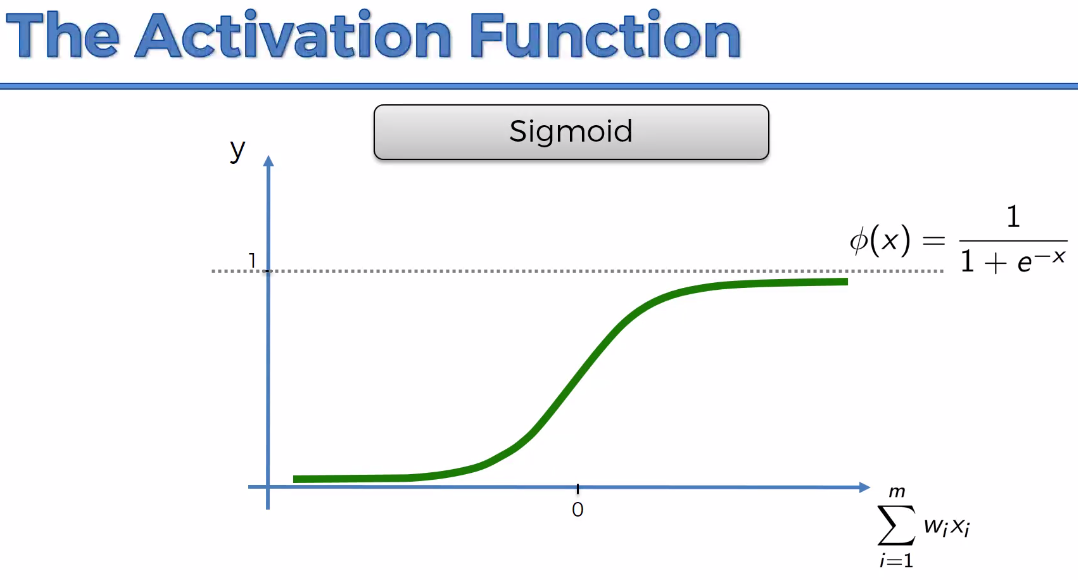 The Activation Function
Sigmoid
y
ϕ(x) = 1 / (1 + e^{−x})
1
0
∑_{i=1}^{m} w_i x_i